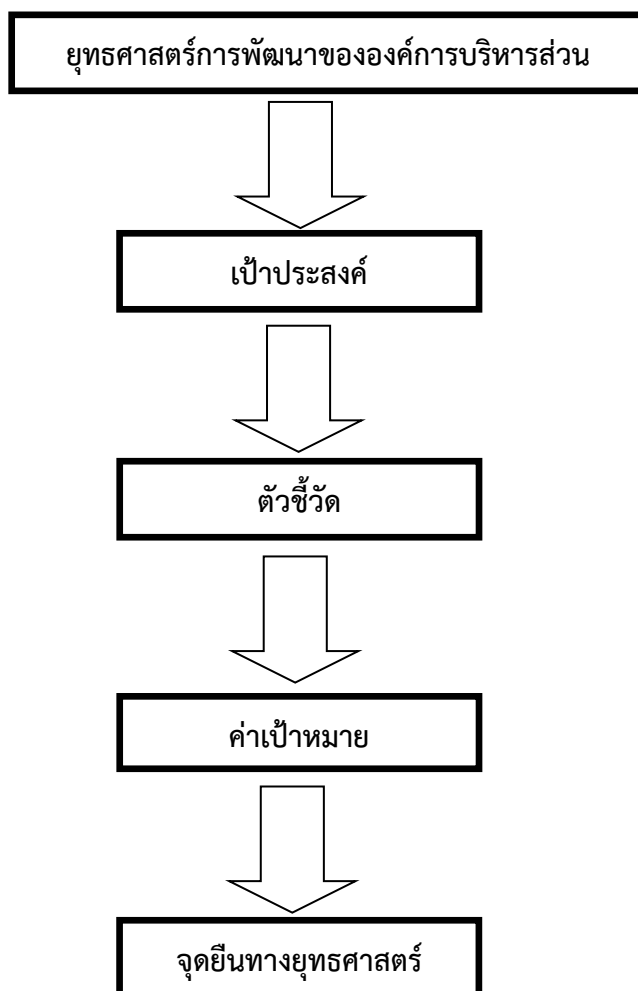 ยุทธศาสตร์การพัฒนาขององค์การบริหารส่วน
เป้าประสงค์
ตัวชี้วัด
ค่าเป้าหมาย
จุดยืนทางยุทธศาสตร์